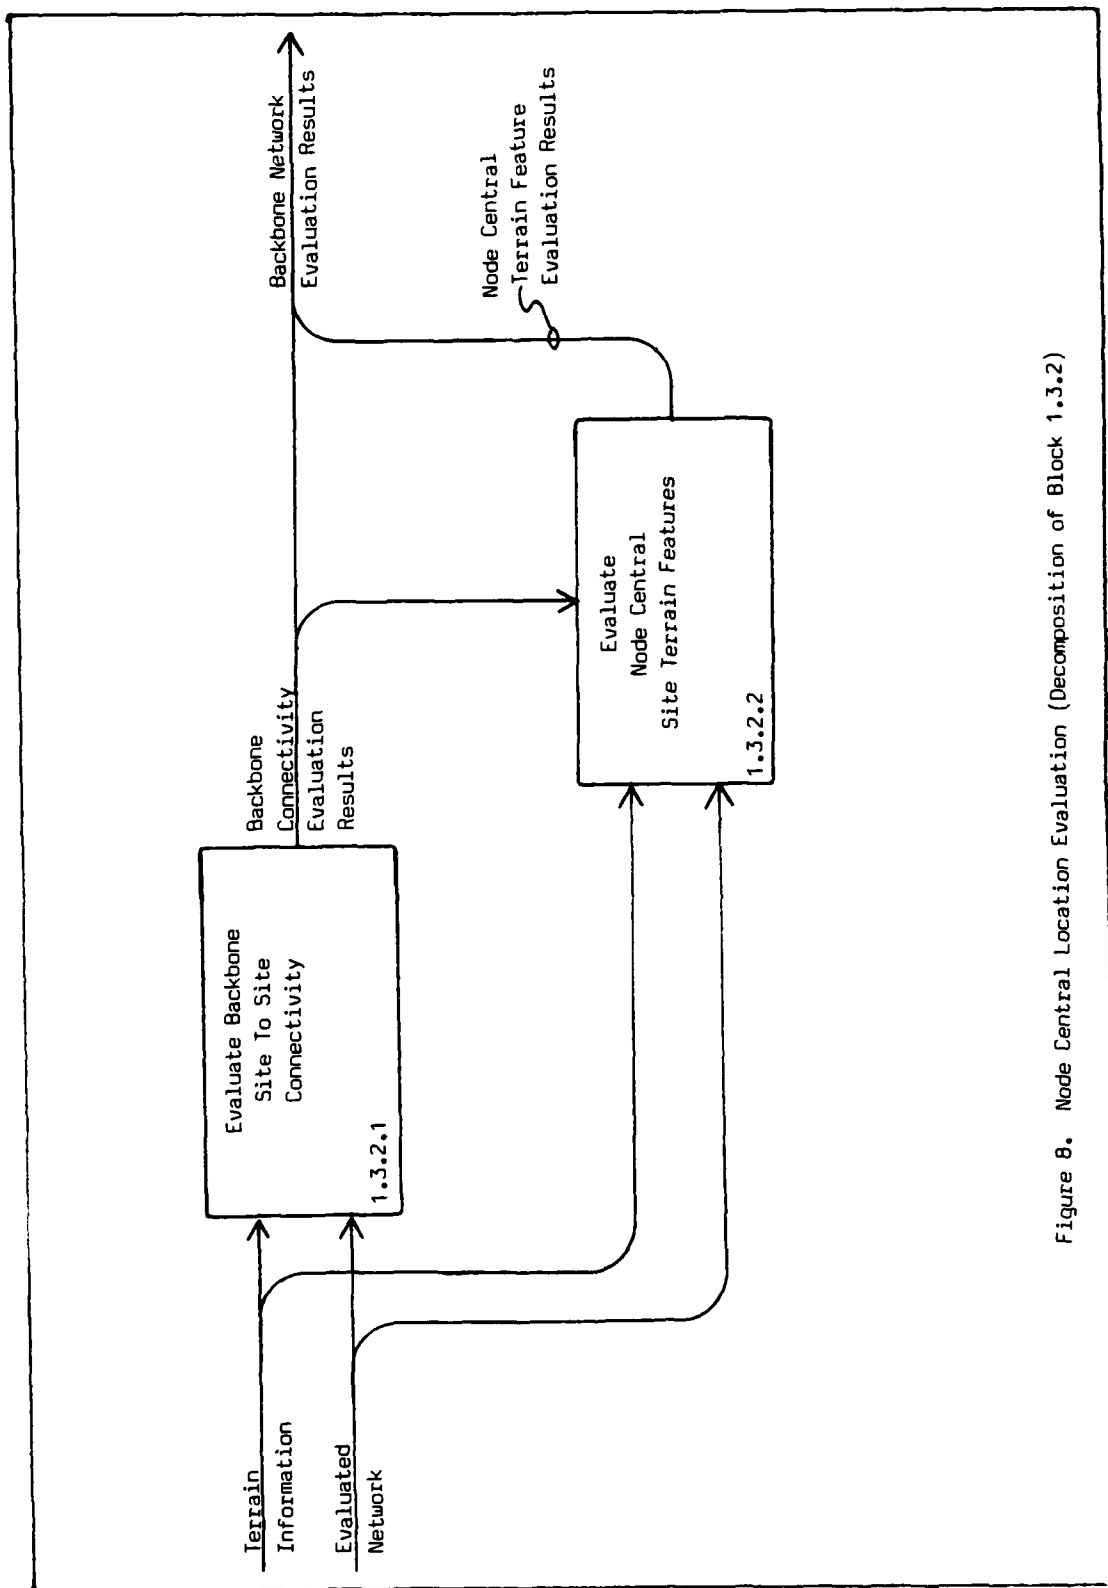 Terrain
Information
Evaluated
Network
Evaluate Backbone
Site To Site
Connectivity
1.3.2.1
Backbone
Connectivity
Evaluation
Results
Evaluate
Node Central
Site Terrain Features
1.3.2.2
Node Central
Terrain Feature
Evaluation Results
Backbone Network
Evaluation Results
Figure 8. Node Central Location Evaluation (Decomposition of Block 1.3.2)